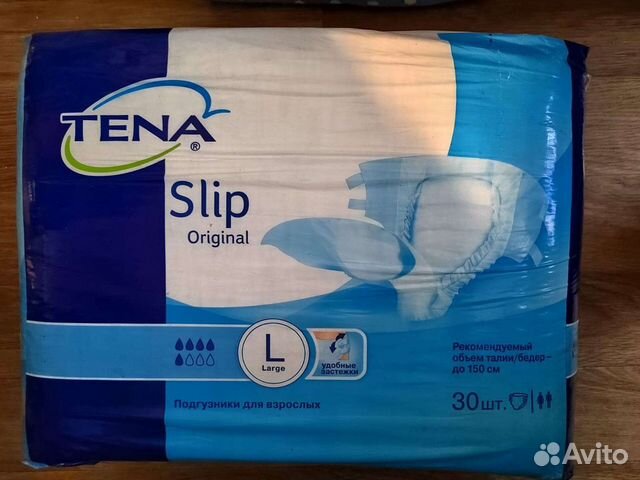 TENA®
Slip
Original
L
Large
удобные
застежки
Рекомендуемый
объем талии/бедер–
до 150 см
Подгузники для взрослых
30шт.
Avito